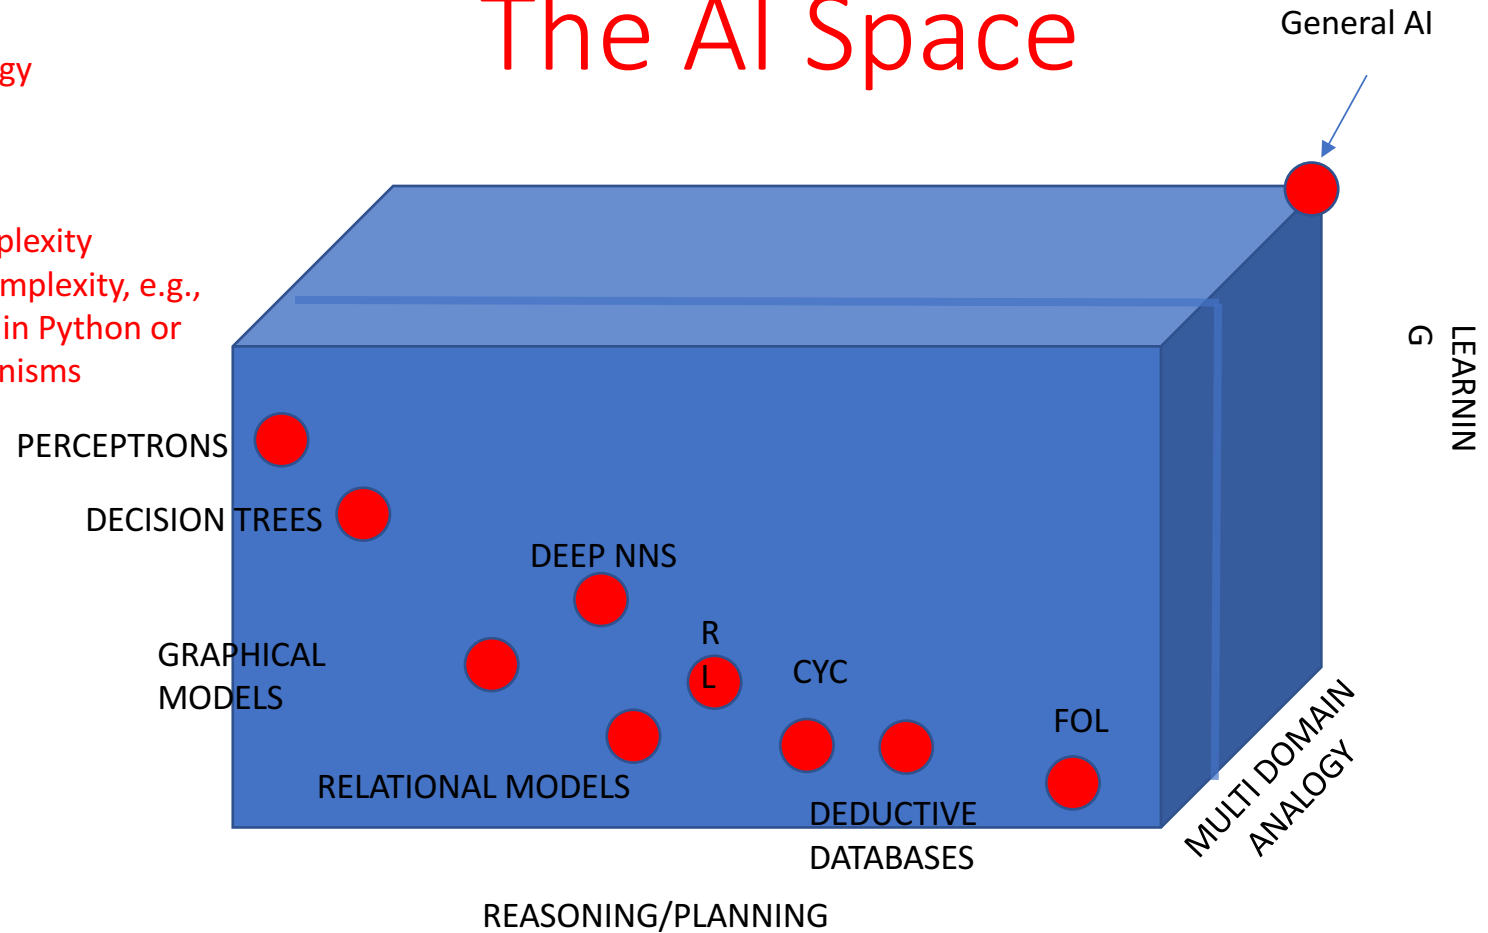 The AI Space
General AI
gy
plexity
mplexity, e.g.,
in Python or
nisms
PERCEPTRONS
DECISION TREES
DEEP NNS
GRAPHICAL
MODELS
R
L
CYC
FOL
RELATIONAL MODELS
DEDUCTIVE
DATABASES
REASONING/PLANNING
MULTI DOMAIN
ANALOGY
LEARNIN
G